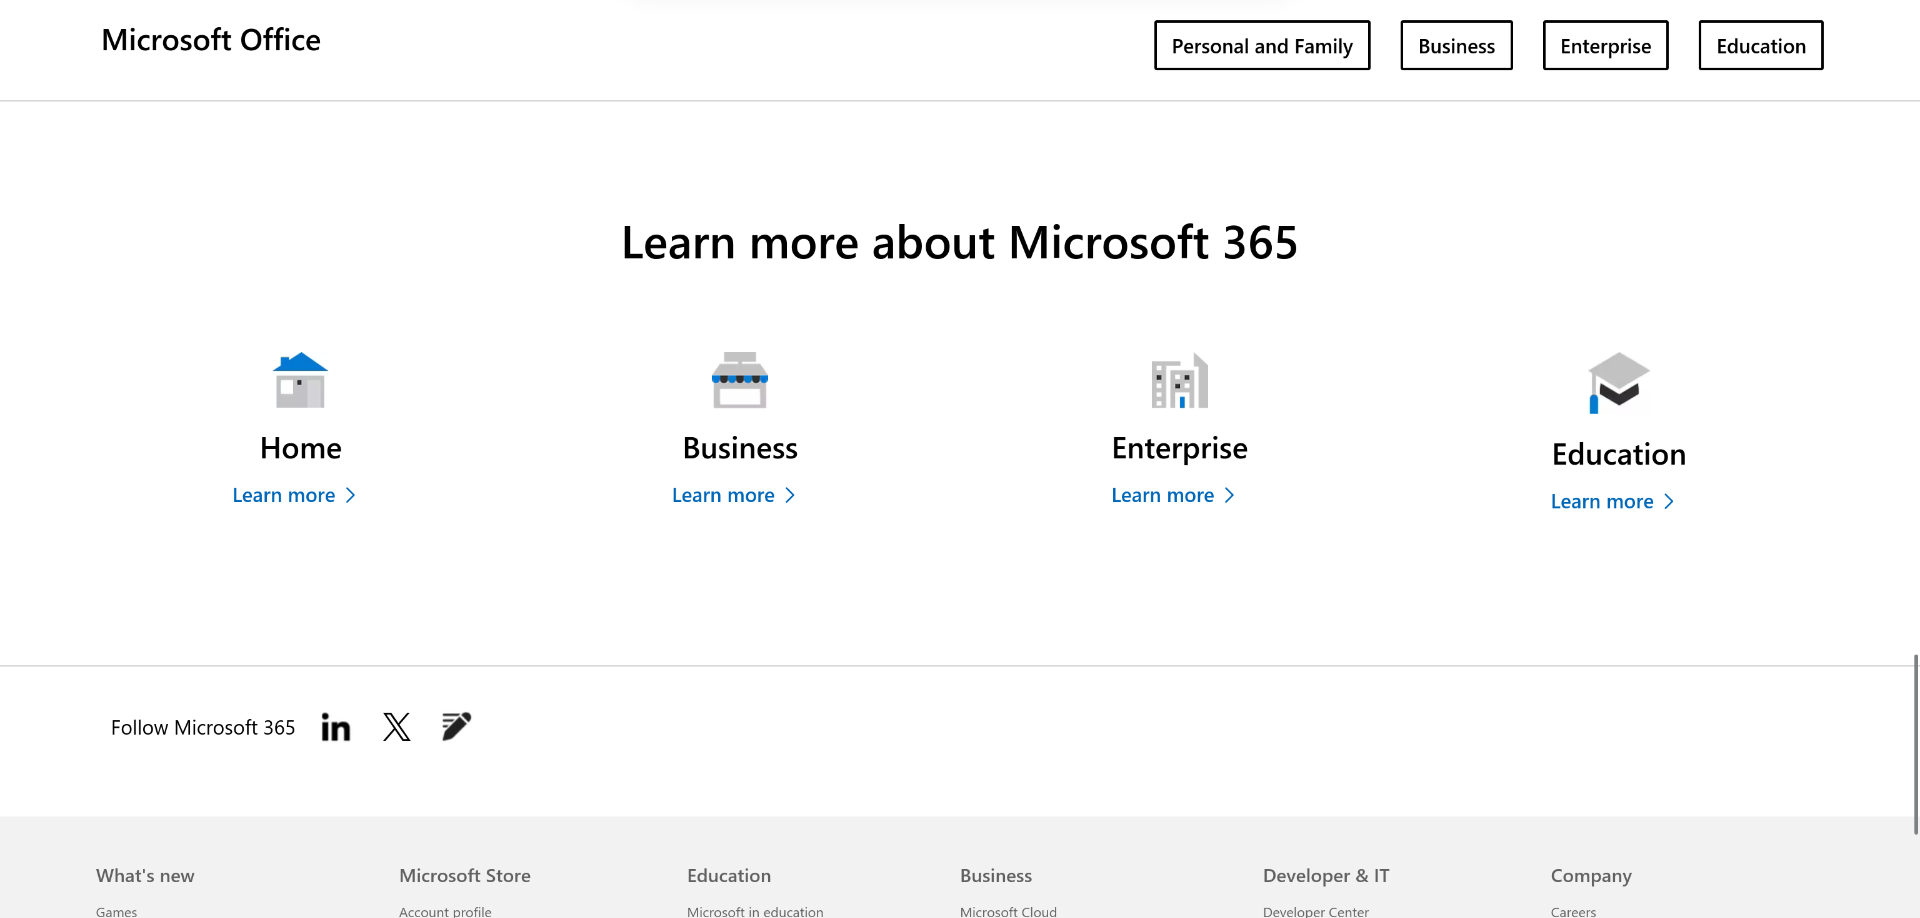 Microsoft Office
Personal and Family
Business
Enterprise
Education
Learn more about Microsoft 365
Home
Learn more
Business
Learn more
Enterprise
Learn more
Education
Learn more
Follow Microsoft 365
What's new
Microsoft Store
Education
Business
Developer & IT
Company
Games
Account profile
Microsoft in education
Microsoft Cloud
Developer Center
Careers